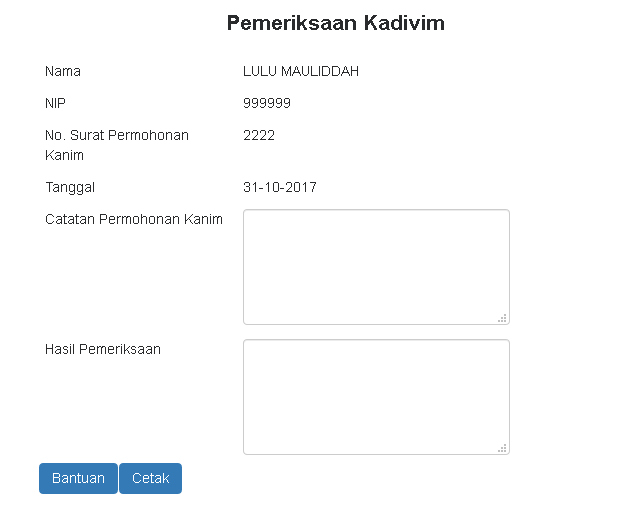 Pemeriksaan Kadivim
Nama LULU MAULIDDAH
NIP 999999
No. Surat Permohonan 2222
Kanim
Tanggal 31-10-2017
Catatan Permohonan Kanim
Hasil Pemeriksaan
Bantuan Cetak